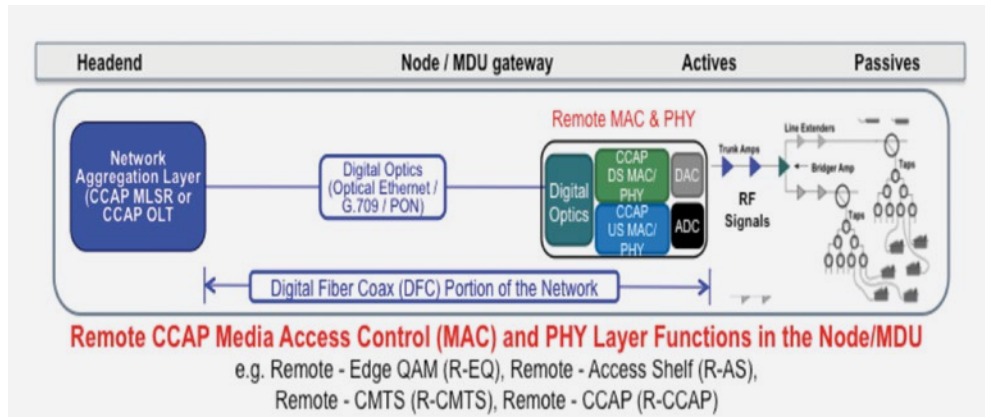 Headend Node / MDU gateway Actives Passives
Remote MAC & PHY
Network
Aggregation Layer
(CCAP MLSR or
CCAP OLT
Digital Optics
(Optical Ethernet /
G.709 / PON)
Digital
Optics
CCAP
DS MAC/
PHY
DAC
CCAP
US MAC/
PHY
ADC
Trunk Amps
Line Extenders
Bridger Amp
RF
Signals
Taps
Taps
Digital Fiber Coax (DFC) Portion of the Network
Remote CCAP Media Access Control (MAC) and PHY Layer Functions in the Node/MDU
e.g. Remote - Edge QAM (R-EQ), Remote - Access Shelf (R-AS),
Remote - CMTS (R-CMTS), Remote - CCAP (R-CCAP)